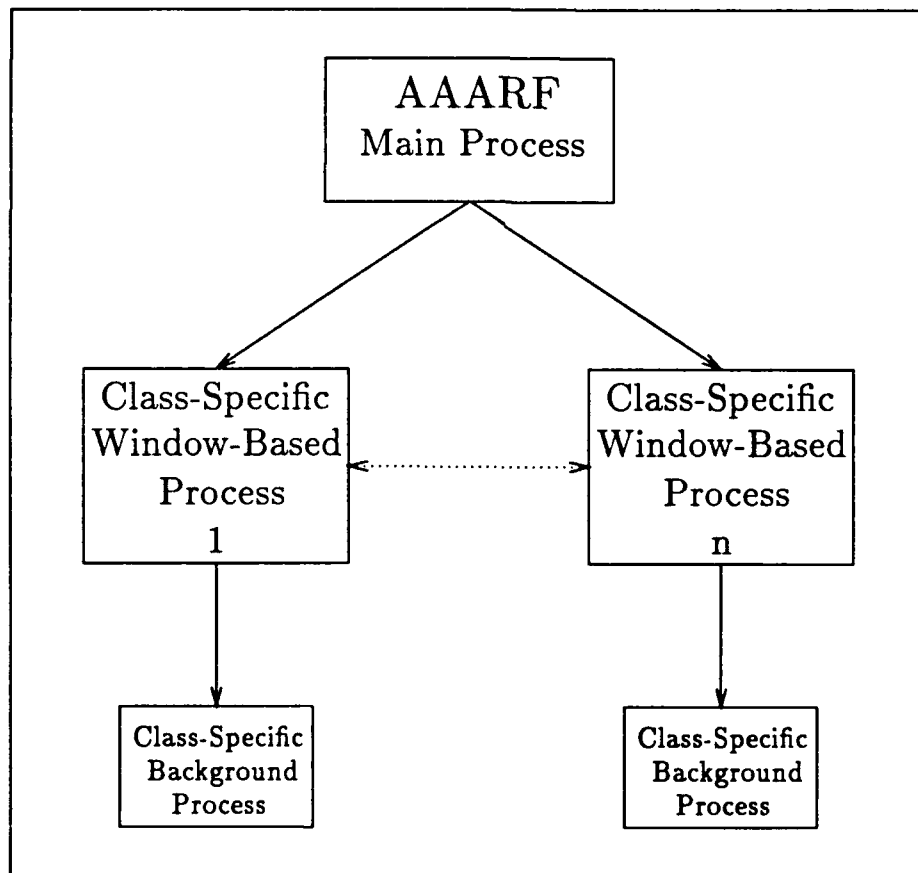 AAARF
Main Process
Class-Specific
Window-Based
Process
1
Class-Specific
Window-Based
Process
n
Class-Specific
Background
Process
Class-Specific
Background
Process